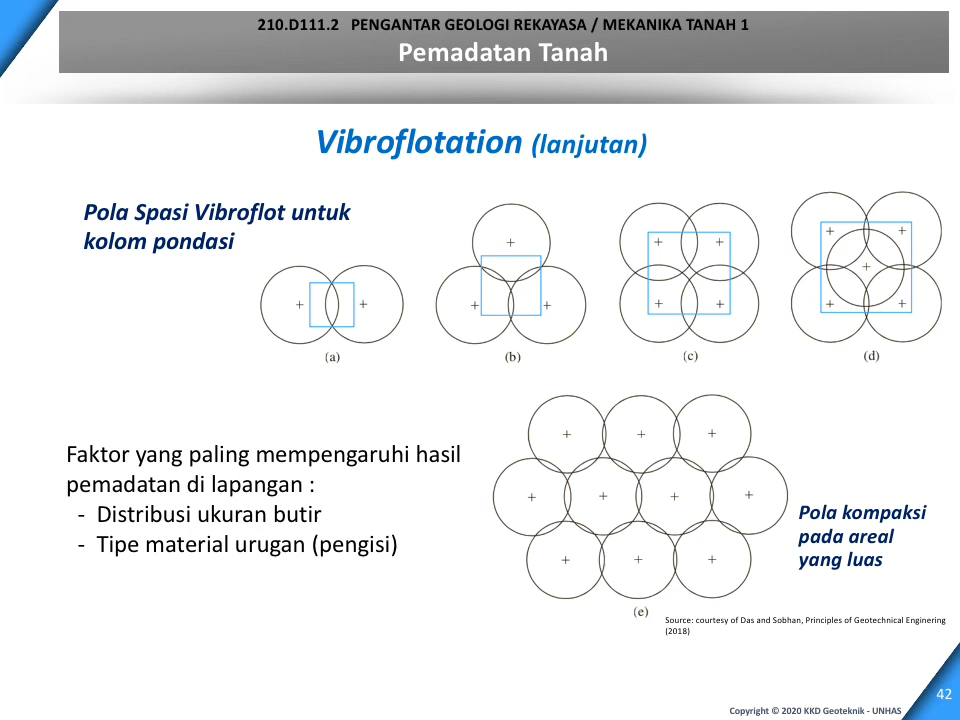 210.D111.2 PENGANTAR GEOLOGI REKAYASA / MEKANIKA TANAH 1
Pemadatan Tanah
Vibroflotation (lanjutan)
Pola Spasi Vibroflot untuk
kolom pondasi
(a)
(b)
(c)
(d)
Faktor yang paling mempengaruhi hasil
pemadatan di lapangan :
- Distribusi ukuran butir
- Tipe material urugan (pengisi)
Pola kompaksi
pada areal
yang luas
(e)
Source: courtesy of Das and Sobhan, Principles of Geotechnical Enginering
(2018)
42
Copyright © 2020 KKD Geoteknik - UNHAS